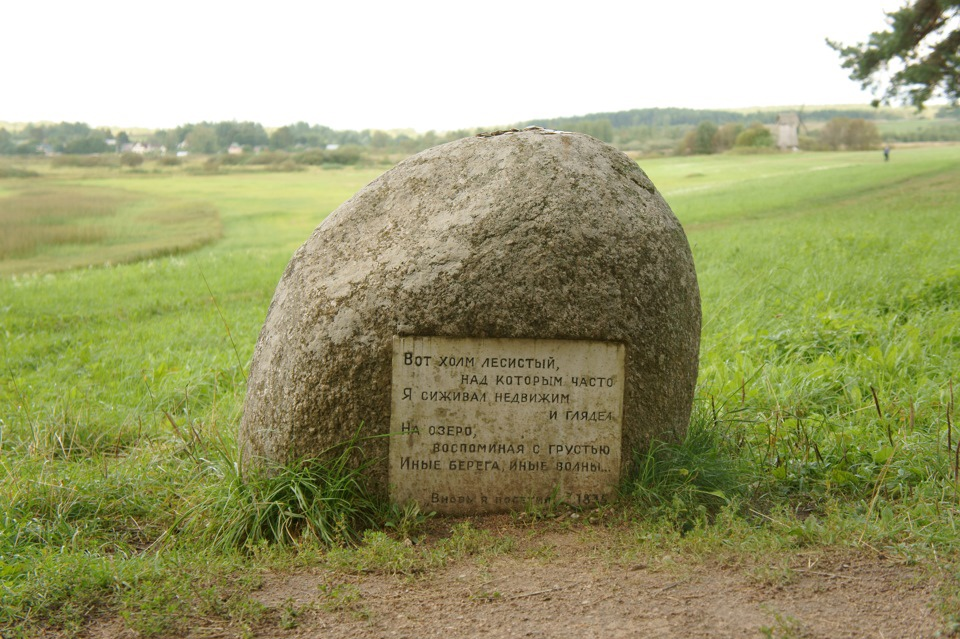 Вот холм лесистый,
над которым часто
Я сиживал недвижим
и глядел
На озеро,
воспоминая с грустью
Иные берега, иные волны...
Вновь я посетил 1835